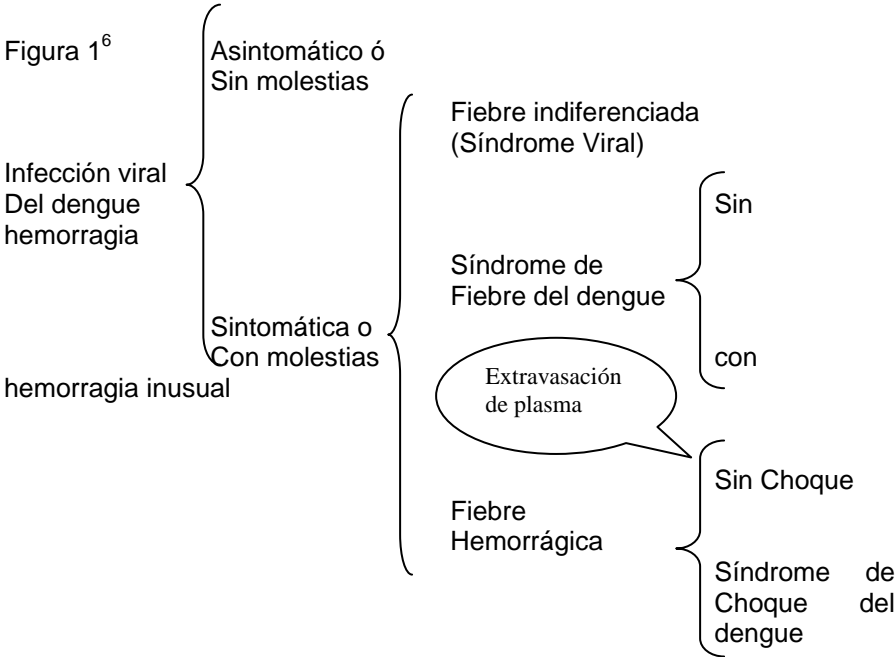 Figura 1⁶
Asintomático ó
Sin molestias
Infección viral
Del dengue
hemorragia
Sintomática o
Con molestias
hemorragia inusual
Fiebre indiferenciada
(Síndrome Viral)
Síndrome de
Fiebre del dengue
Sin
con
Extravasación
de plasma
Fiebre
Hemorrágica
Sin Choque
Síndrome de
Choque del
dengue